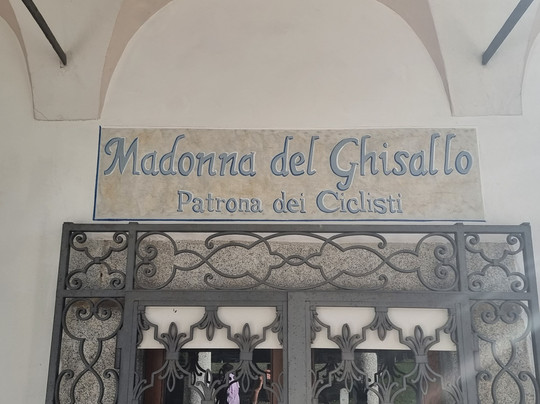 Madonna del Ghisallo
Patrona dei Ciclisti